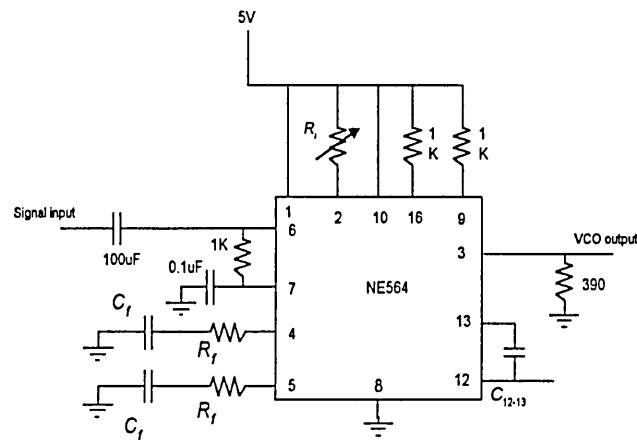 5V
R_i
1
K
1
K
Signal input
100uF
1
2
10
16
9
6
1K
0.1uF
7
NE564
3
VCO output
390
C_f
R_f
4
13
5
8
12
C_12-13
C_f
R_f